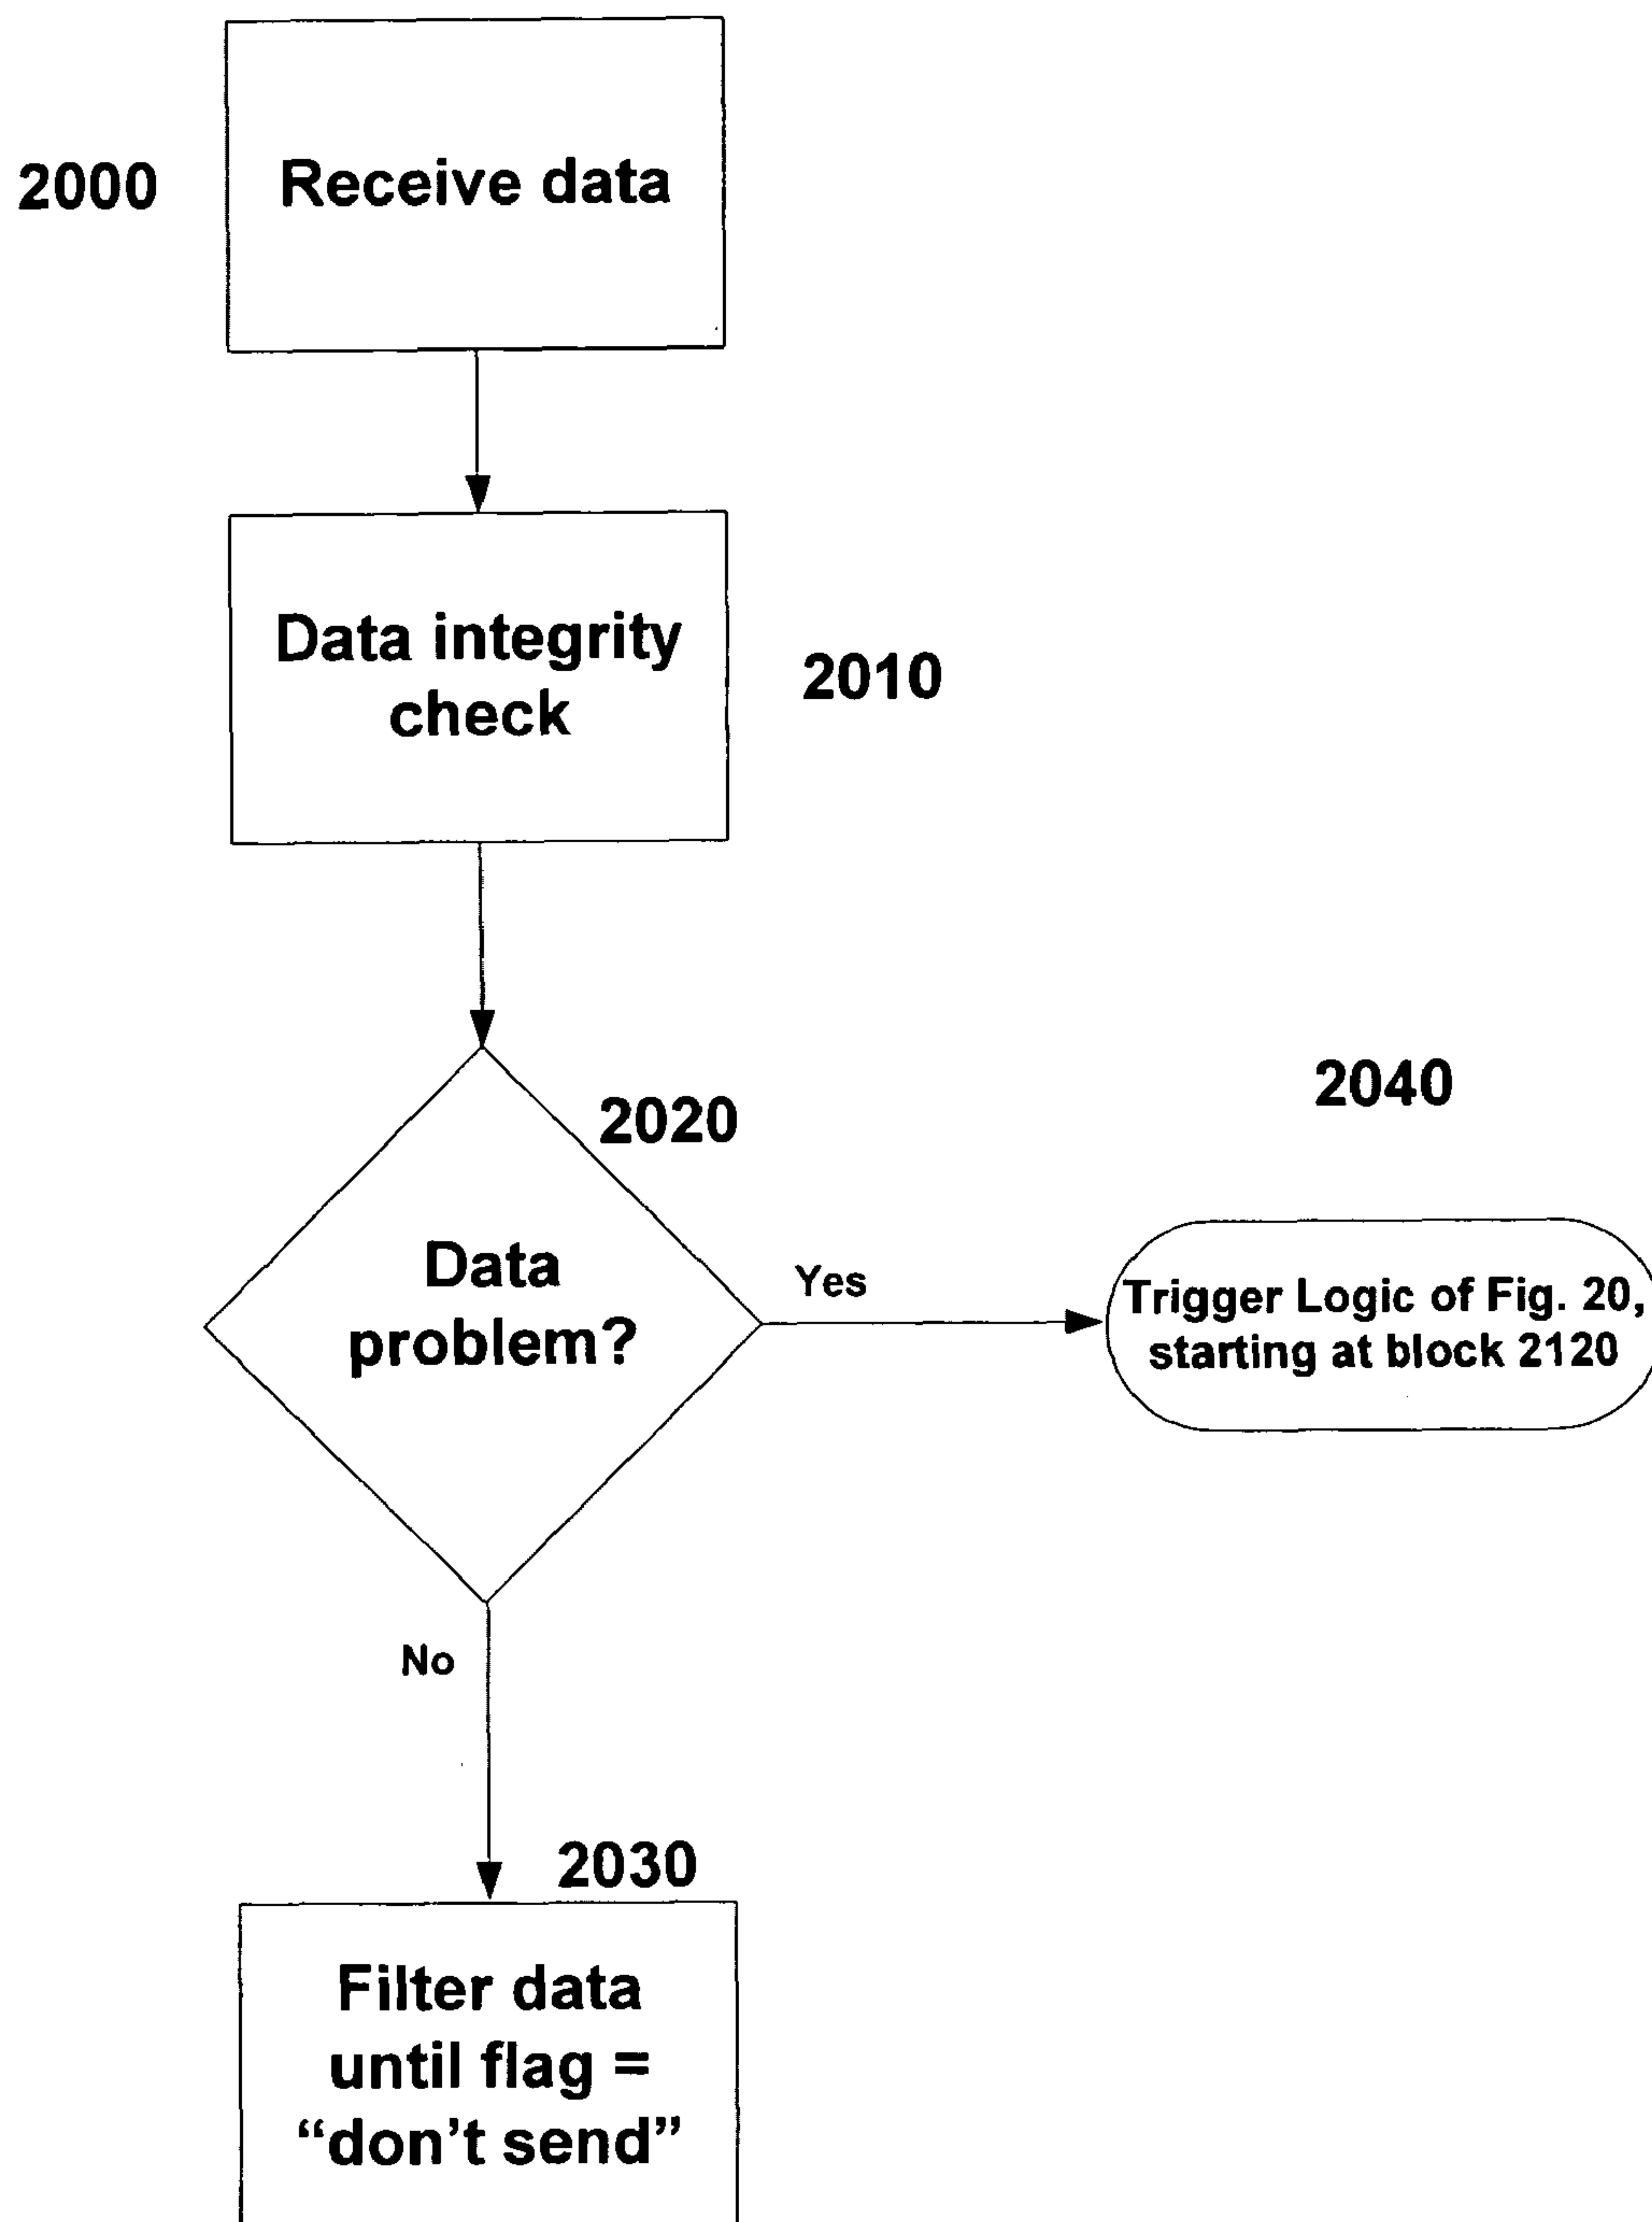 2000
Receive data
Data integrity
check
2010
2020
2040
Data
problem?
Yes
Trigger Logic of Fig. 20,
starting at block 2120
No
2030
Filter data
until flag =
“don't send”